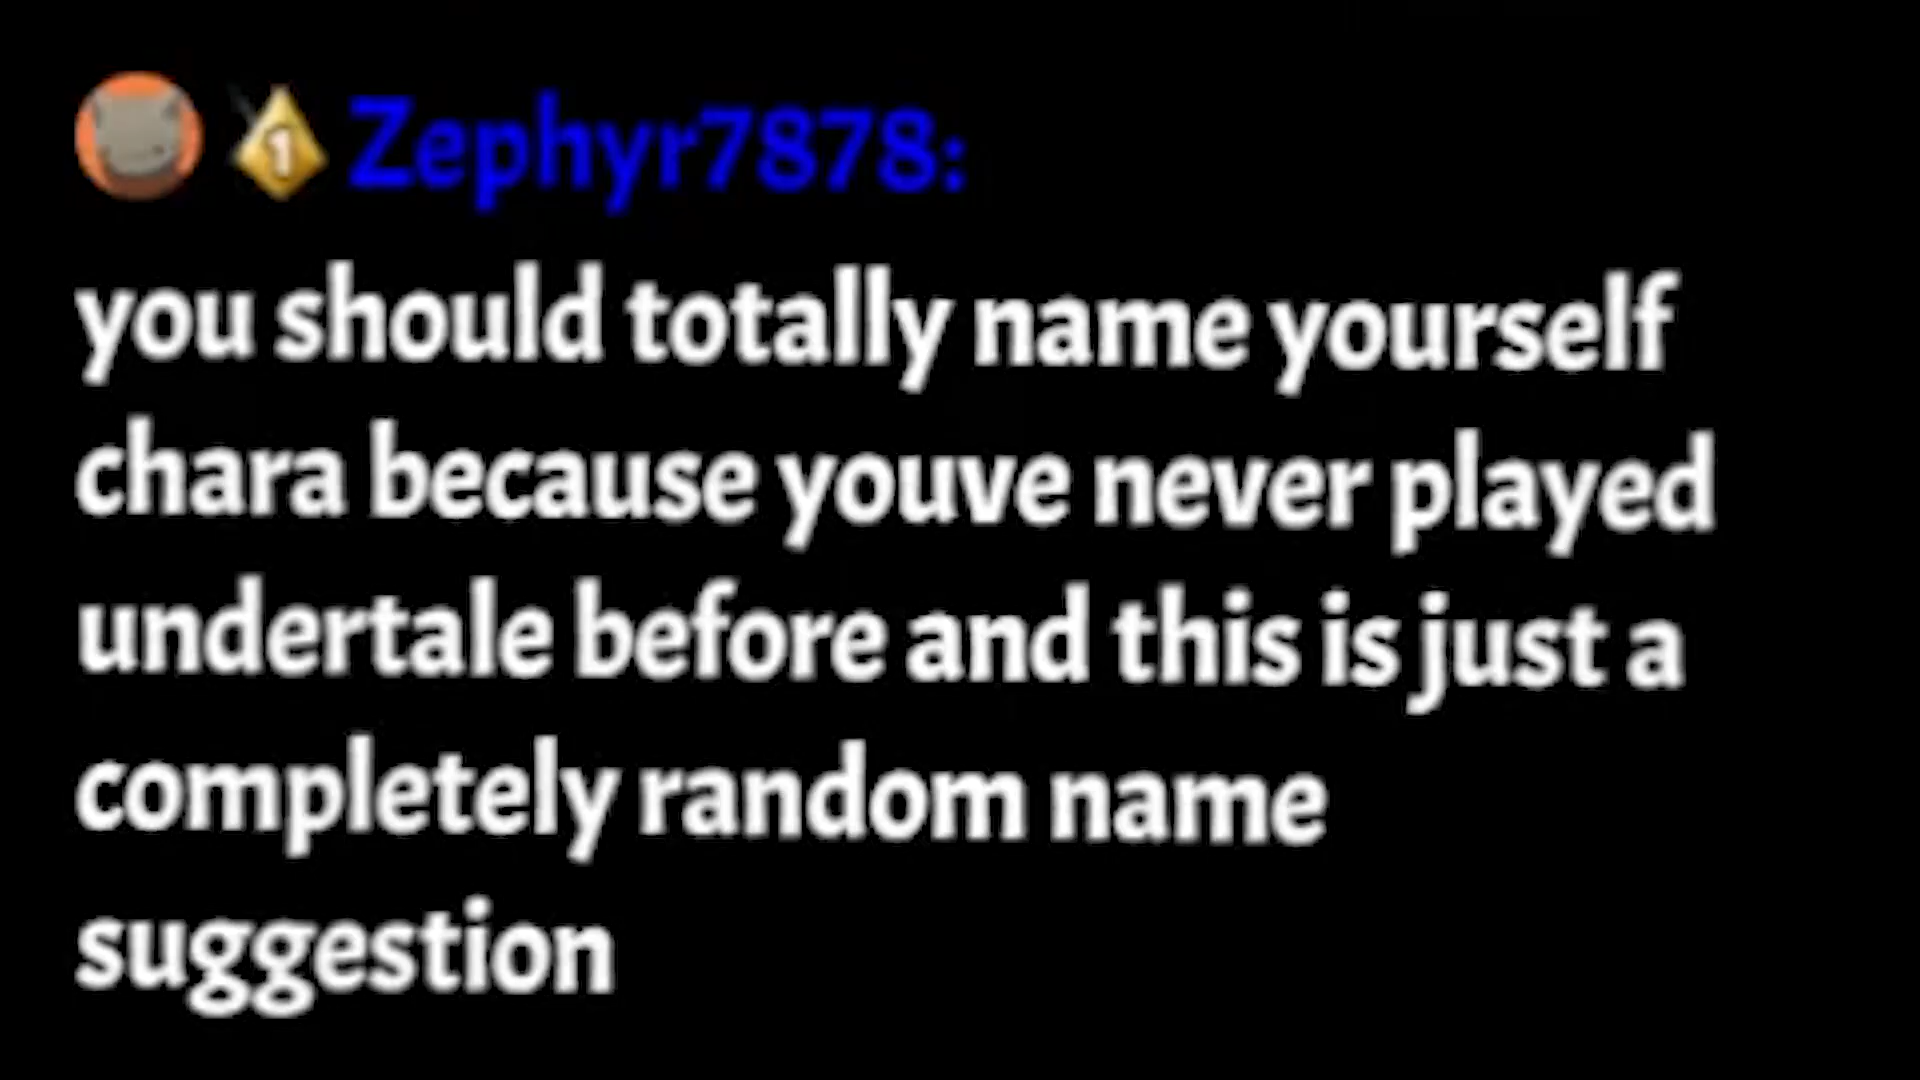 1 Zephyr7878:
you should totally name yourself
chara because youve never played
undertale before and this is just a
completely random name
suggestion